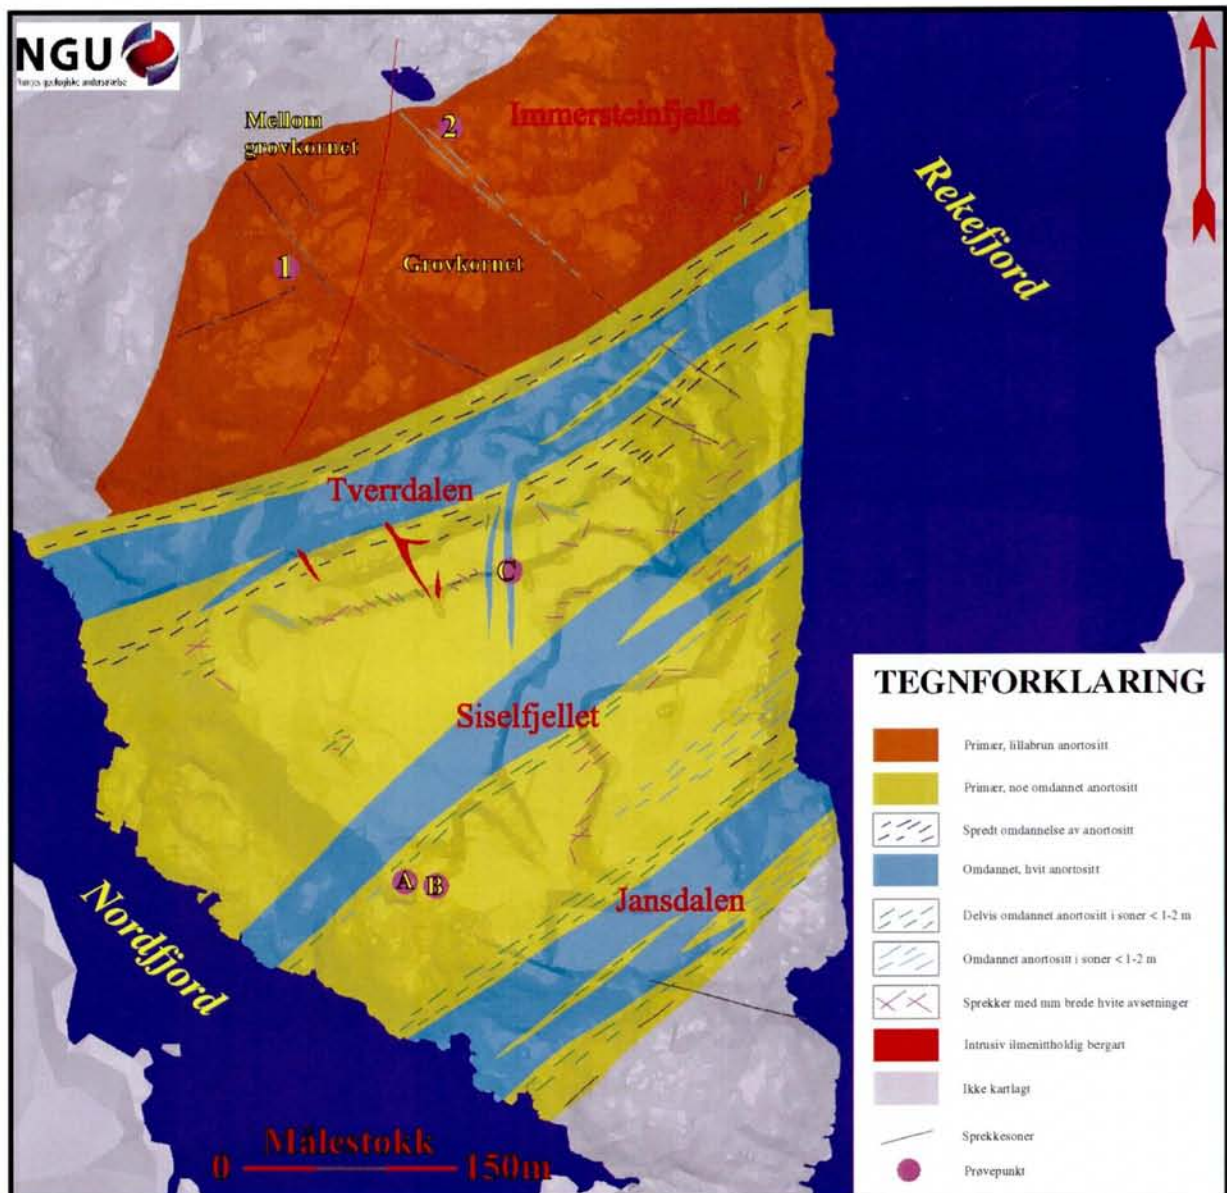 NGU
Norges geologiske undersøkelse
Mellom
grovkornet
2
Immersteinfjellet
Rekefjord
1
Grovkornet
Tverrdalen
C
Siselfjellet
A
B
Jansdalen
Nordfjord
Målestokk
0
150m
TEGNFORKLARING
Primær, lillabrun anortositt
Primær, noe omdannet anortositt
Spredt omdannelse av anortositt
Omdannet, hvit anortositt
Delvis omdannet anortositt i soner < 1-2 m
Omdannet anortositt i soner < 1-2 m
Sprekker med mm brede hvite avsetninger
Intrusiv ilmenittholdig bergart
Ikke kartlagt
Sprekkesoner
Prøvepunkt